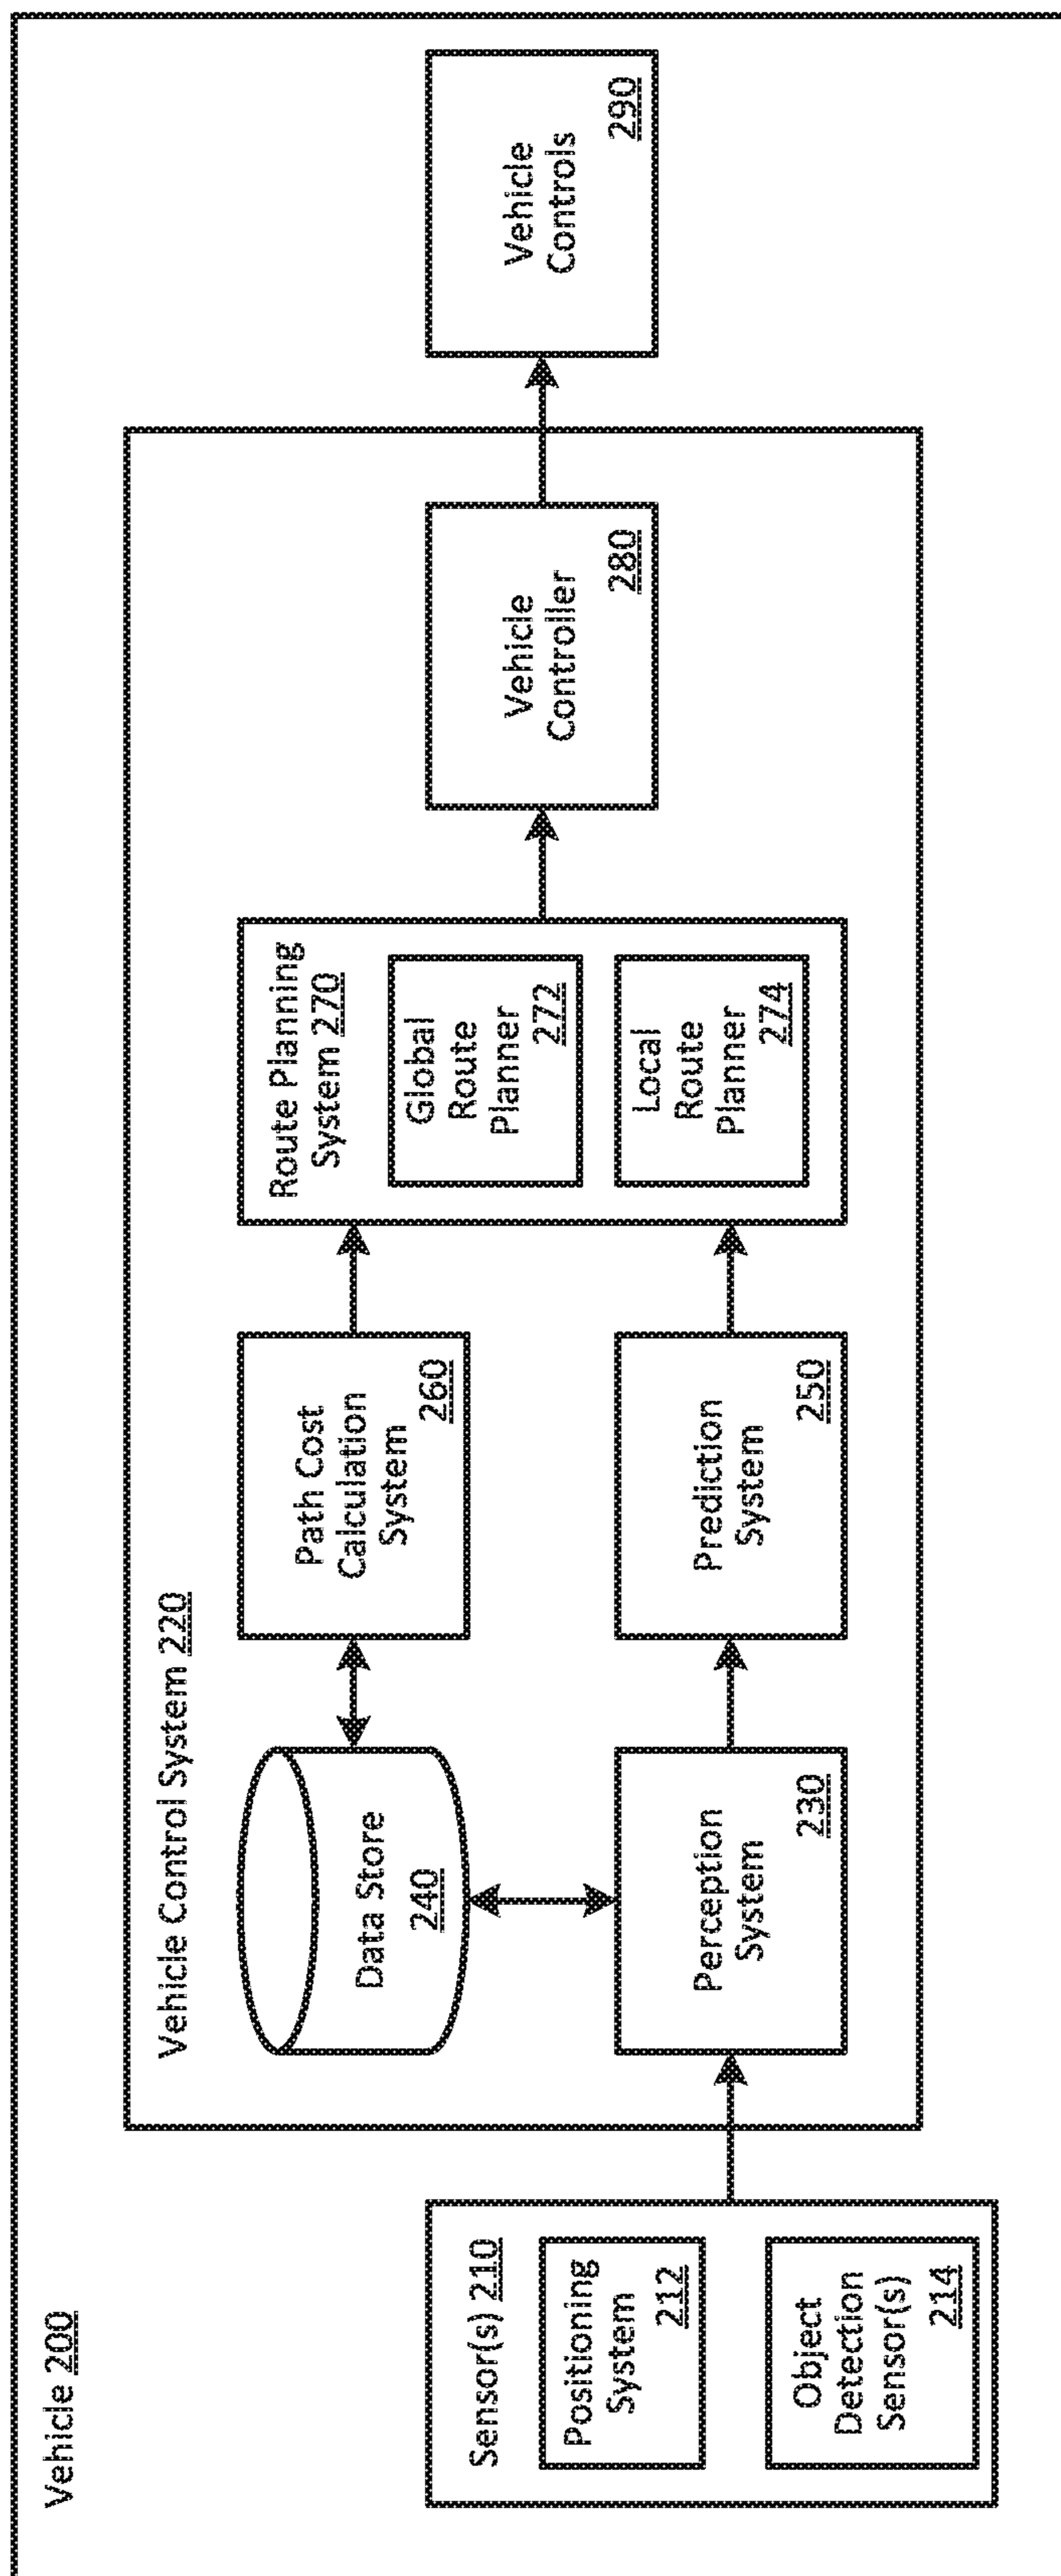 Vehicle 200
Sensor(s) 210
Positioning
System
212
Object
Detection
Sensor(s)
214
Vehicle Control System 220
Data Store
240
Perception
System
230
Path Cost
Calculation
System
260
Prediction
System
250
Route Planning
System 270
Global
Route
Planner
272
Local
Route
Planner
274
Vehicle
Controller
280
Vehicle
Controls
290